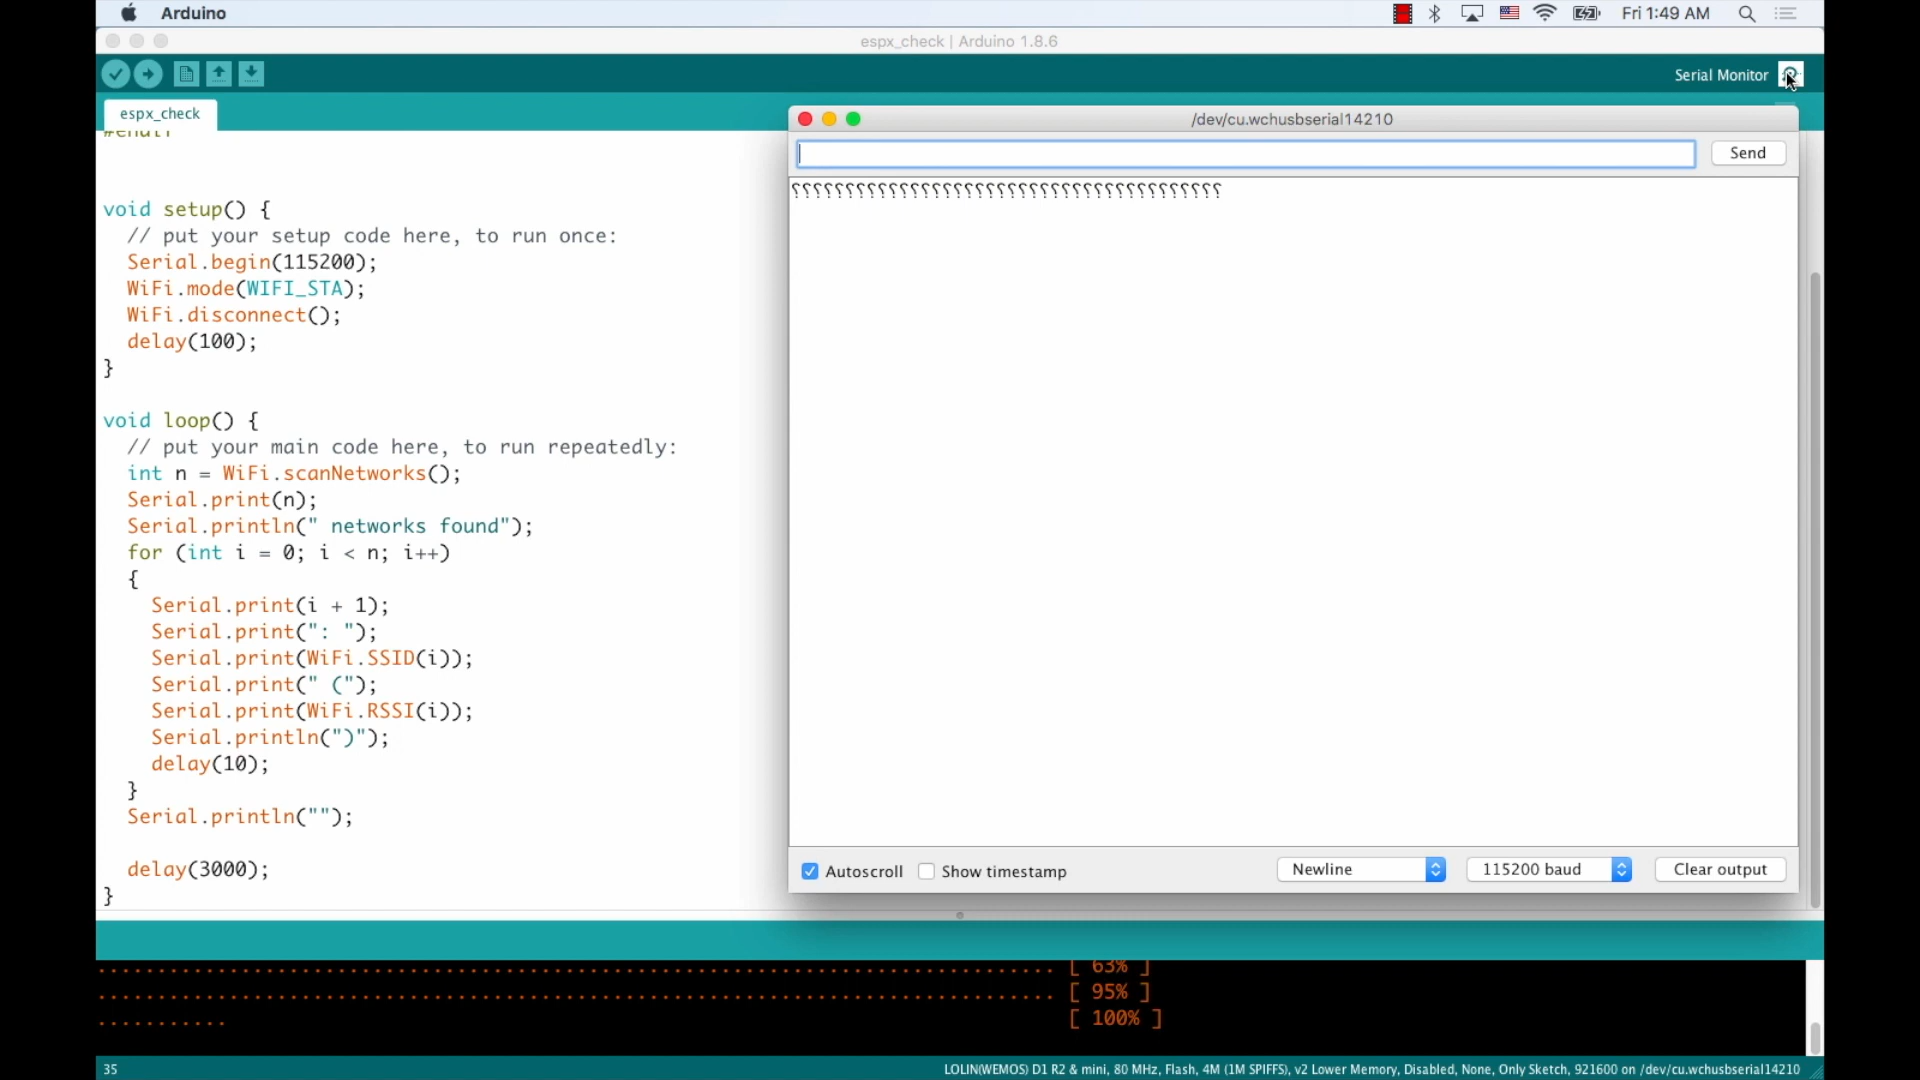 Arduino
Fri 1:49 AM
espx_check | Arduino 1.8.6
Serial Monitor
espx_check
#endif
void setup() {
// put your setup code here, to run once:
Serial.begin(115200);
WiFi.mode(WIFI_STA);
WiFi.disconnect();
delay(100);
}
void loop() {
// put your main code here, to run repeatedly:
int n = WiFi.scanNetworks();
Serial.print(n);
Serial.println(" networks found");
for (int i = 0; i < n; i++)
{
Serial.print(i + 1);
Serial.print(": ");
Serial.print(WiFi.SSID(i));
Serial.print(" (");
Serial.print(WiFi.RSSI(i));
Serial.println(")");
delay(10);
}
Serial.println("");
delay(3000);
}
/dev/cu.wchusbserial14210
Send
⸮⸮⸮⸮⸮⸮⸮⸮⸮⸮⸮⸮⸮⸮⸮⸮⸮⸮⸮⸮⸮⸮⸮⸮⸮⸮⸮⸮⸮⸮⸮⸮⸮⸮⸮⸮⸮⸮⸮⸮
Autoscroll Show timestamp Newline 115200 baud Clear output
................................................................................ [ 63% ]
................................................................................ [ 95% ]
........... [ 100% ]
35 LOLIN(WEMOS) D1 R2 & mini, 80 MHz, Flash, 4M (1M SPIFFS), v2 Lower Memory, Disabled, None, Only Sketch, 921600 on /dev/cu.wchusbserial14210